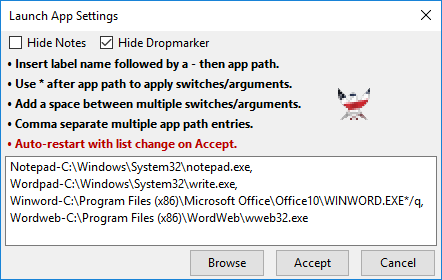 Launch App Settings
Hide Notes Hide Dropmarker
• Insert label name followed by a - then app path.
• Use * after app path to apply switches/arguments.
• Add a space between multiple switches/arguments.
• Comma separate multiple app path entries.
• Auto-restart with list change on Accept.
Notepad-C:\Windows\System32\notepad.exe,
Wordpad-C:\Windows\System32\write.exe,
Winword-C:\Program Files (x86)\Microsoft Office\Office10\WINWORD.EXE*/q,
Wordweb-C:\Program Files (x86)\WordWeb\wweb32.exe
Browse Accept Cancel